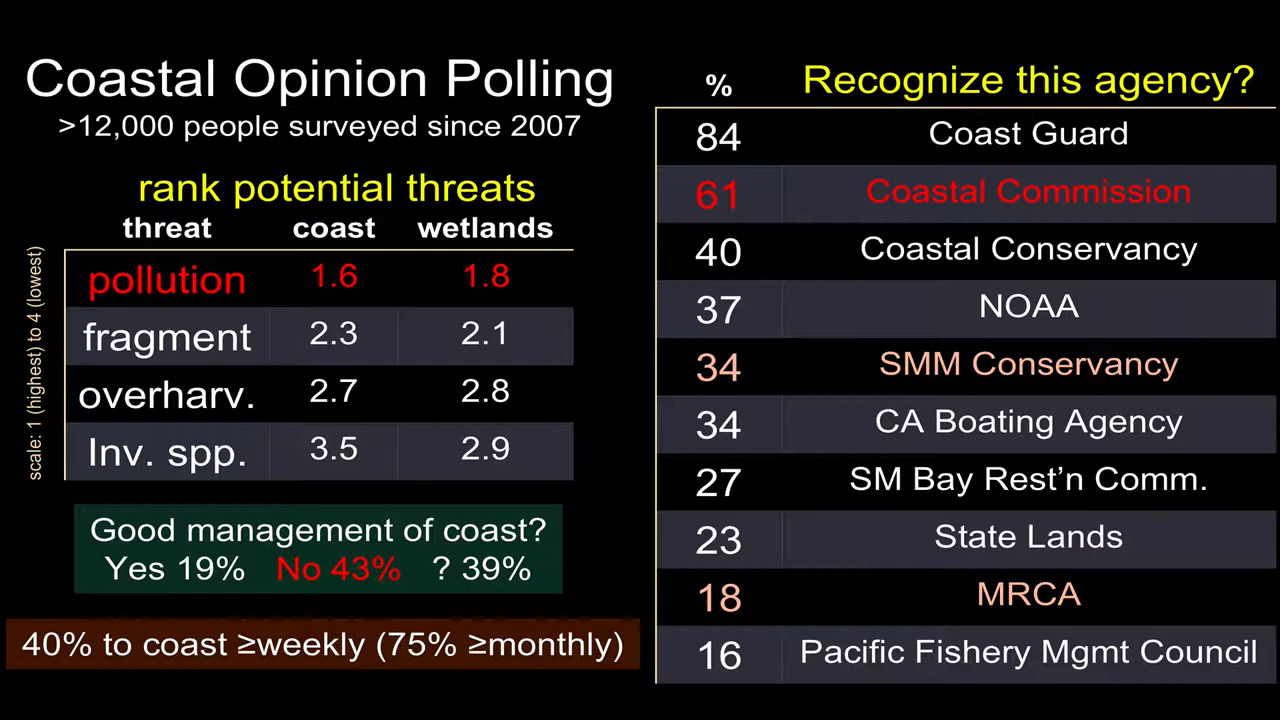 Coastal Opinion Polling
>12,000 people surveyed since 2007
rank potential threats
threat coast wetlands
pollution 1.6 1.8
fragment 2.3 2.1
overharv. 2.7 2.8
Inv. spp. 3.5 2.9
scale: 1 (highest) to 4 (lowest)
Good management of coast?
Yes 19% No 43% ? 39%
40% to coast ≥weekly (75% ≥monthly)
% Recognize this agency?
84 Coast Guard
61 Coastal Commission
40 Coastal Conservancy
37 NOAA
34 SMM Conservancy
34 CA Boating Agency
27 SM Bay Rest’n Comm.
23 State Lands
18 MRCA
16 Pacific Fishery Mgmt Council